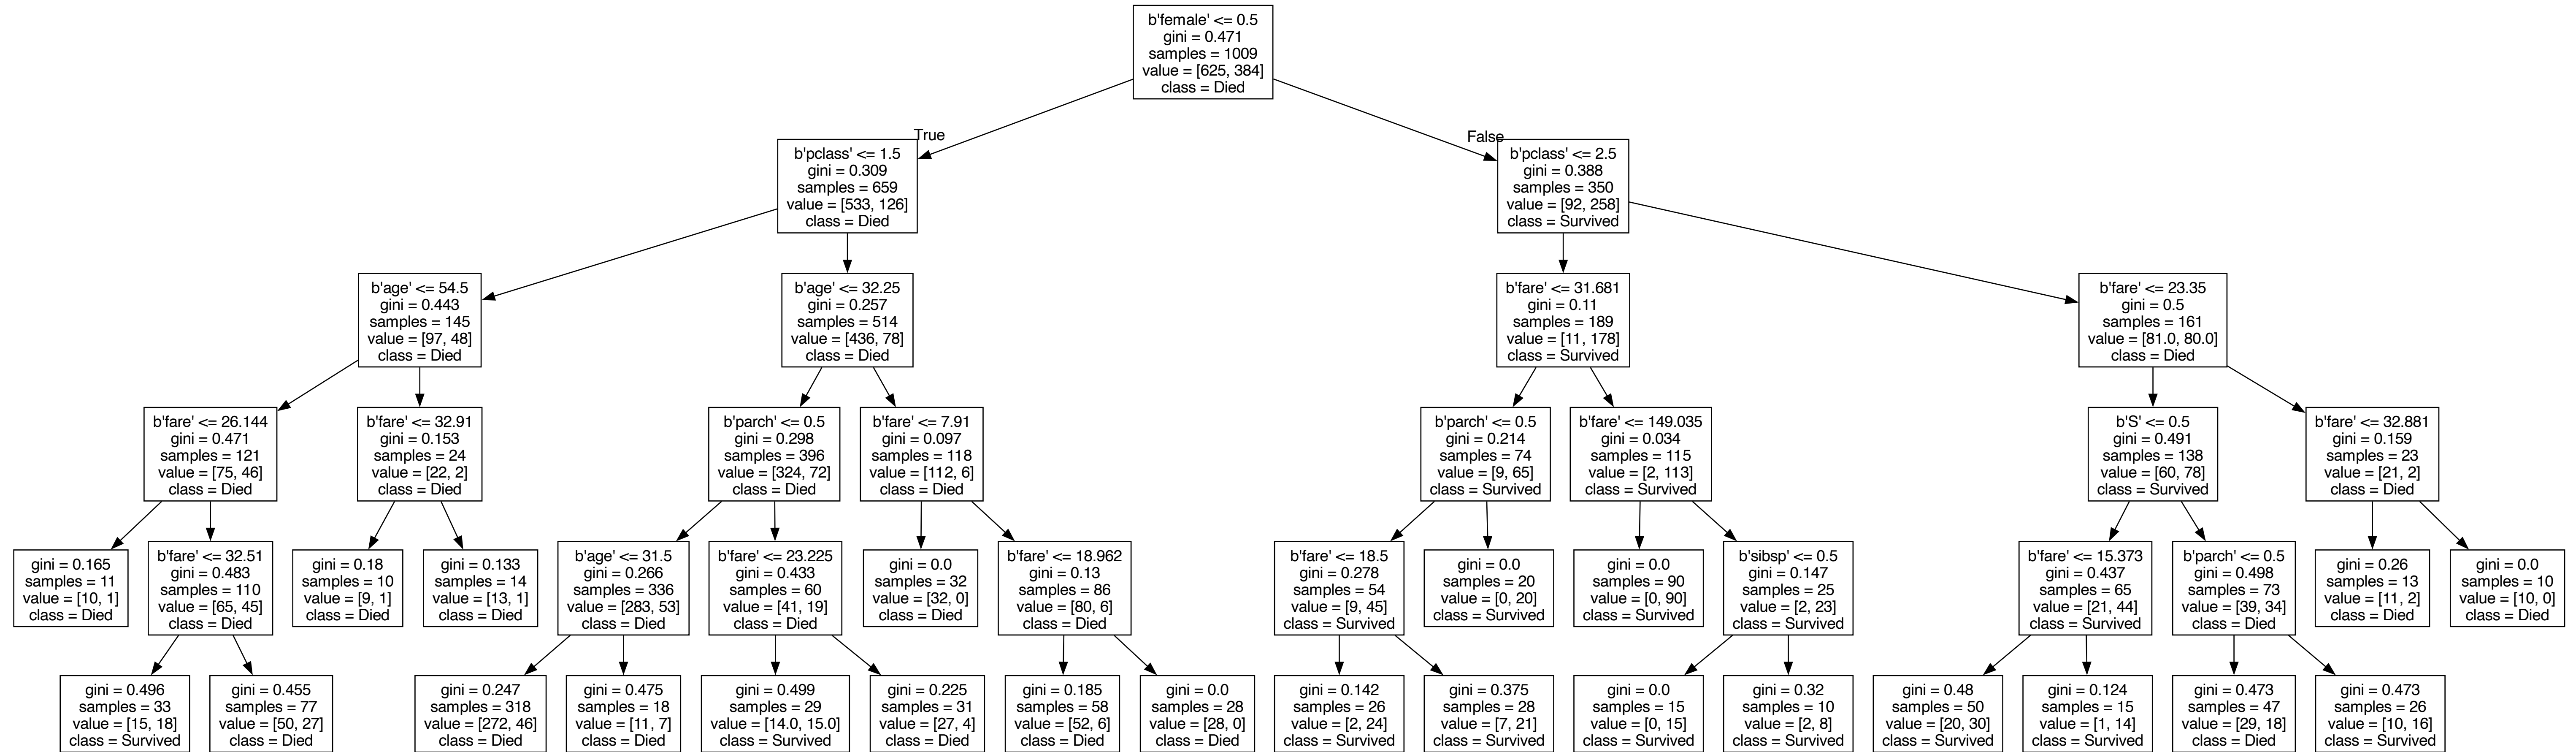 b'female' <= 0.5
gini = 0.471
samples = 1009
value = [625, 384]
class = Died
True
False
b'pclass' <= 1.5
gini = 0.309
samples = 659
value = [533, 126]
class = Died
b'pclass' <= 2.5
gini = 0.388
samples = 350
value = [92, 258]
class = Survived
b'age' <= 54.5
gini = 0.443
samples = 145
value = [97, 48]
class = Died
b'age' <= 32.25
gini = 0.257
samples = 514
value = [436, 78]
class = Died
b'fare' <= 31.681
gini = 0.11
samples = 189
value = [11, 178]
class = Survived
b'fare' <= 23.35
gini = 0.5
samples = 161
value = [81.0, 80.0]
class = Died
b'fare' <= 26.144
gini = 0.471
samples = 121
value = [75, 46]
class = Died
b'fare' <= 32.91
gini = 0.153
samples = 24
value = [22, 2]
class = Died
b'parch' <= 0.5
gini = 0.298
samples = 396
value = [324, 72]
class = Died
b'fare' <= 7.91
gini = 0.097
samples = 118
value = [112, 6]
class = Died
b'parch' <= 0.5
gini = 0.214
samples = 74
value = [9, 65]
class = Survived
b'fare' <= 149.035
gini = 0.034
samples = 115
value = [2, 113]
class = Survived
b'S' <= 0.5
gini = 0.491
samples = 138
value = [60, 78]
class = Survived
b'fare' <= 32.881
gini = 0.159
samples = 23
value = [21, 2]
class = Died
gini = 0.165
samples = 11
value = [10, 1]
class = Died
b'fare' <= 32.51
gini = 0.483
samples = 110
value = [65, 45]
class = Died
gini = 0.18
samples = 10
value = [9, 1]
class = Died
gini = 0.133
samples = 14
value = [13, 1]
class = Died
b'age' <= 31.5
gini = 0.266
samples = 336
value = [283, 53]
class = Died
b'fare' <= 23.225
gini = 0.433
samples = 60
value = [41, 19]
class = Died
gini = 0.0
samples = 32
value = [32, 0]
class = Died
b'fare' <= 18.962
gini = 0.13
samples = 86
value = [80, 6]
class = Died
b'fare' <= 18.5
gini = 0.278
samples = 54
value = [9, 45]
class = Survived
gini = 0.0
samples = 20
value = [0, 20]
class = Survived
gini = 0.0
samples = 90
value = [0, 90]
class = Survived
b'sibsp' <= 0.5
gini = 0.147
samples = 25
value = [2, 23]
class = Survived
b'fare' <= 15.373
gini = 0.437
samples = 65
value = [21, 44]
class = Survived
b'parch' <= 0.5
gini = 0.498
samples = 73
value = [39, 34]
class = Died
gini = 0.26
samples = 13
value = [11, 2]
class = Died
gini = 0.0
samples = 10
value = [10, 0]
class = Died
gini = 0.496
samples = 33
value = [15, 18]
class = Survived
gini = 0.455
samples = 77
value = [50, 27]
class = Died
gini = 0.247
samples = 318
value = [272, 46]
class = Died
gini = 0.475
samples = 18
value = [11, 7]
class = Died
gini = 0.499
samples = 29
value = [14.0, 15.0]
class = Survived
gini = 0.225
samples = 31
value = [27, 4]
class = Died
gini = 0.185
samples = 58
value = [52, 6]
class = Died
gini = 0.0
samples = 28
value = [28, 0]
class = Died
gini = 0.142
samples = 26
value = [2, 24]
class = Survived
gini = 0.375
samples = 28
value = [7, 21]
class = Survived
gini = 0.0
samples = 15
value = [0, 15]
class = Survived
gini = 0.32
samples = 10
value = [2, 8]
class = Survived
gini = 0.48
samples = 50
value = [20, 30]
class = Survived
gini = 0.124
samples = 15
value = [1, 14]
class = Survived
gini = 0.473
samples = 47
value = [29, 18]
class = Died
gini = 0.473
samples = 26
value = [10, 16]
class = Survived